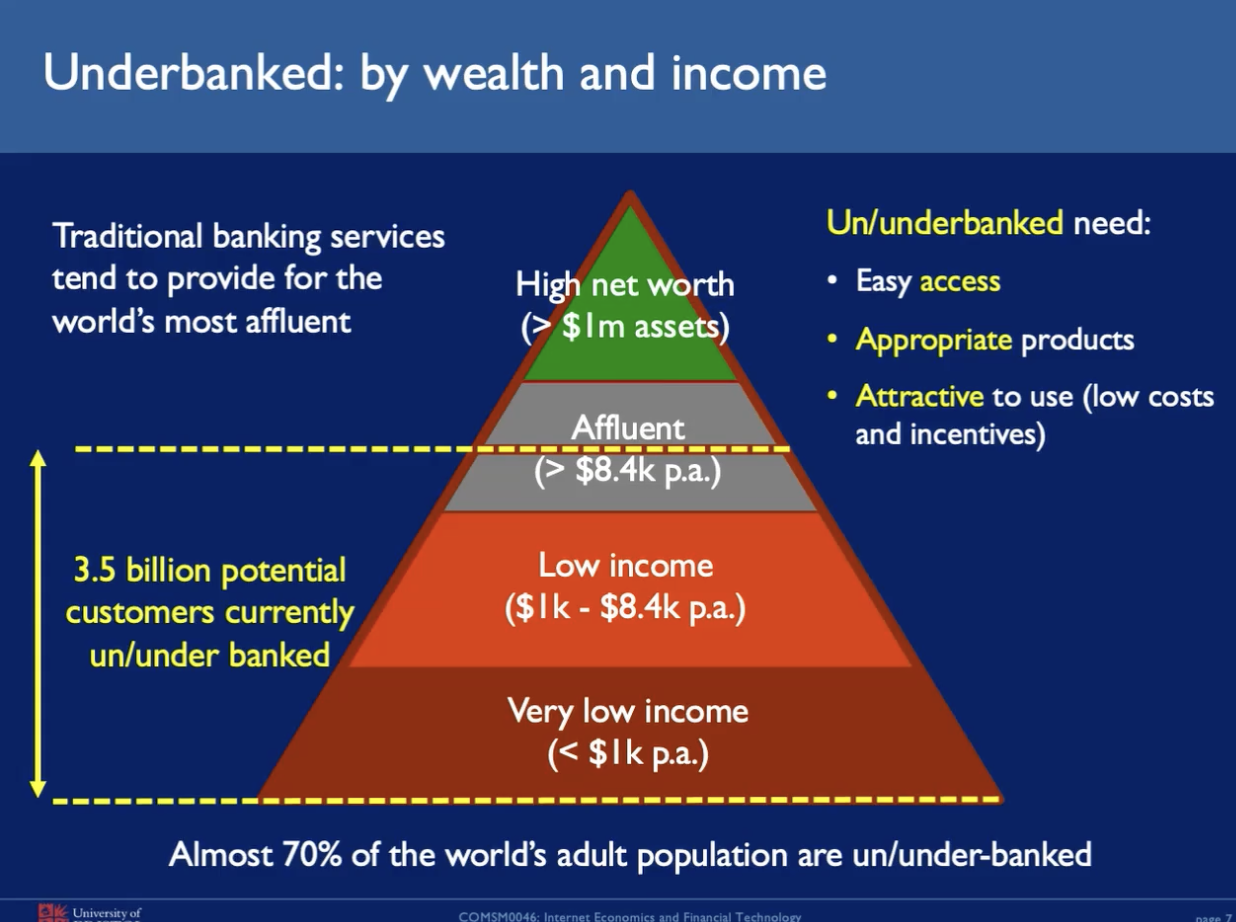 Underbanked: by wealth and income
Traditional banking services
tend to provide for the
world's most affluent
High net worth
(> $1m assets)
Affluent
(> $8.4k p.a.)
Low income
($1k - $8.4k p.a.)
Very low income
(< $1k p.a.)
Un/underbanked need:
• Easy access
• Appropriate products
• Attractive to use (low costs
and incentives)
3.5 billion potential
customers currently
un/under banked
Almost 70% of the world's adult population are un/under-banked
University of
COMSM0046: Internet Economics and Financial Technology
page 7